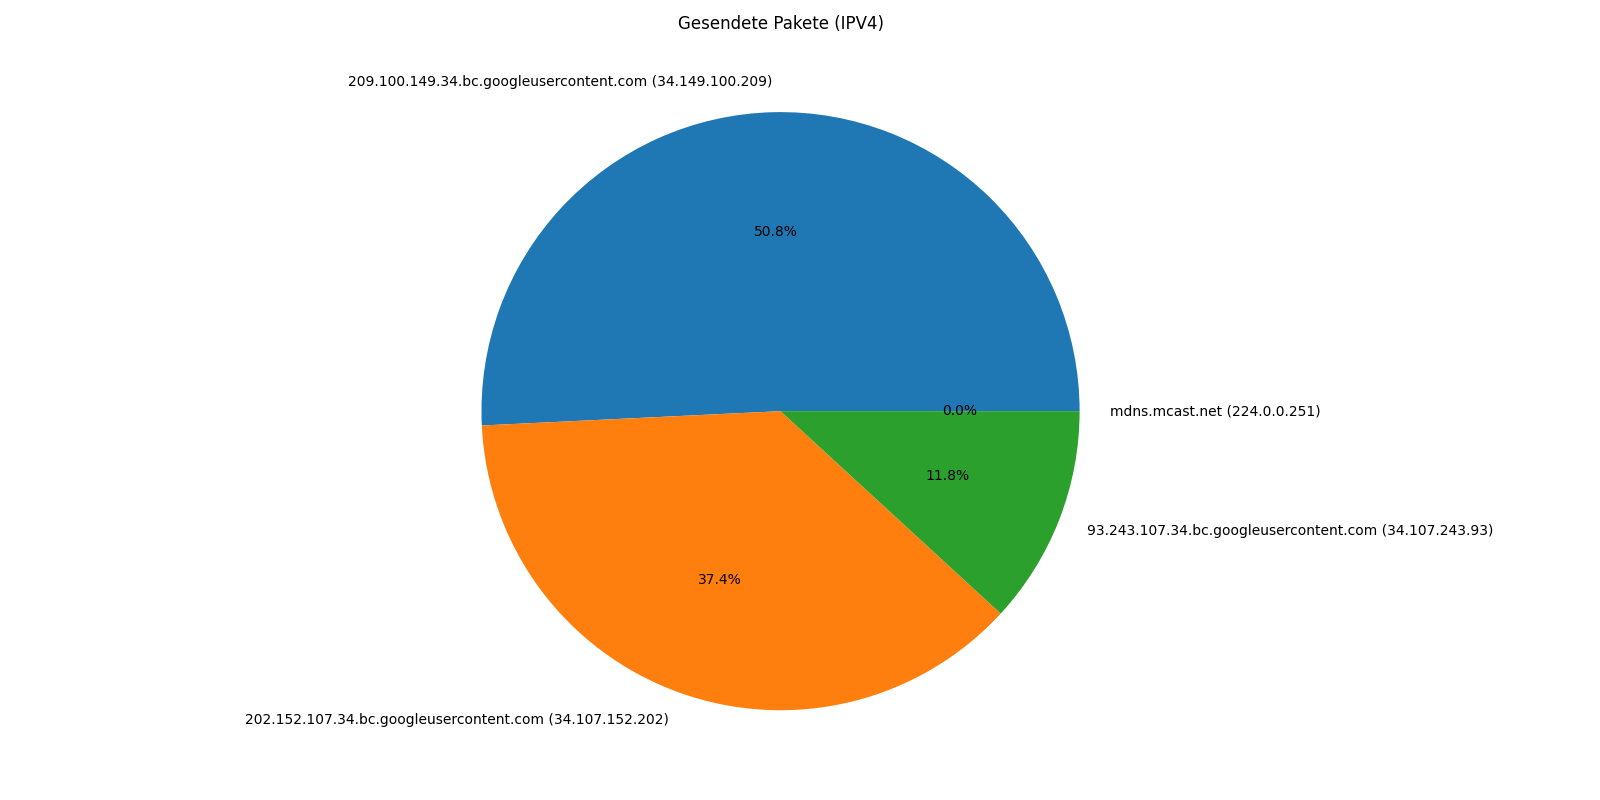 Gesendete Pakete (IPV4)
209.100.149.34.bc.googleusercontent.com (34.149.100.209)
50.8%
0.0%
mdns.mcast.net (224.0.0.251)
11.8%
93.243.107.34.bc.googleusercontent.com (34.107.243.93)
37.4%
202.152.107.34.bc.googleusercontent.com (34.107.152.202)